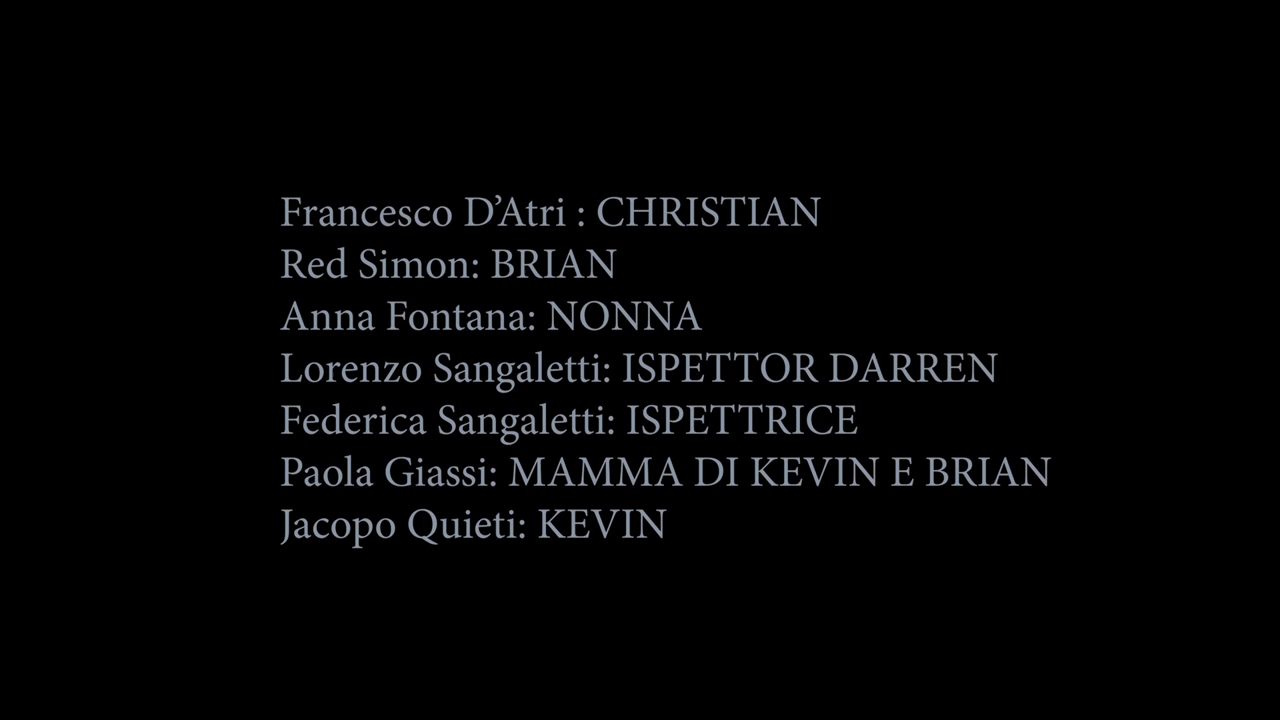 Francesco D’Atri : CHRISTIAN
Red Simon: BRIAN
Anna Fontana: NONNA
Lorenzo Sangaletti: ISPETTOR DARREN
Federica Sangaletti: ISPETTRICE
Paola Giassi: MAMMA DI KEVIN E BRIAN
Jacopo Quieti: KEVIN